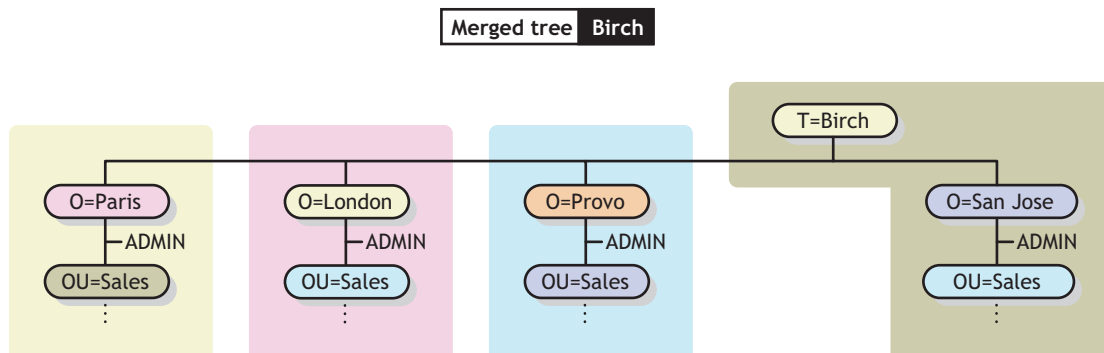 Merged tree Birch
T=Birch
O=Paris O=London O=Provo O=San Jose
ADMIN ADMIN ADMIN ADMIN
OU=Sales OU=Sales OU=Sales OU=Sales